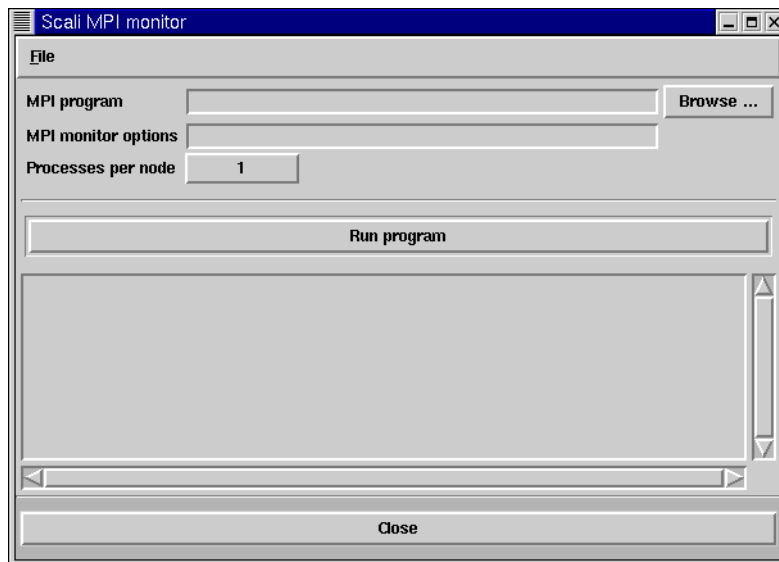 Scali MPI monitor
File
MPI program Browse ...
MPI monitor options
Processes per node 1
Run program
Close